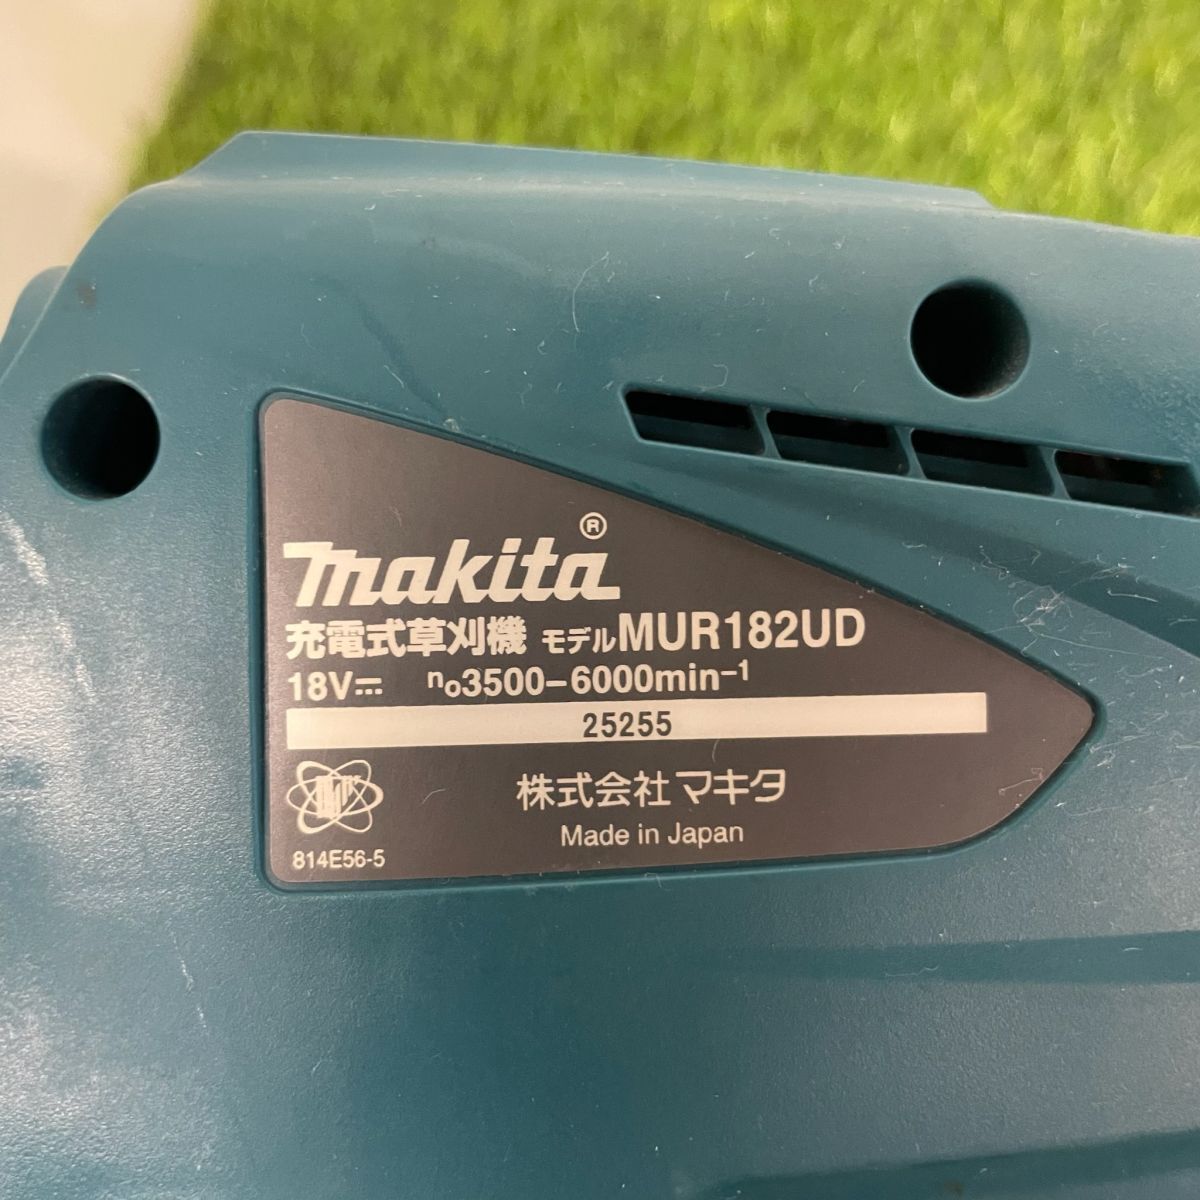 makita®
充電式草刈機 モデルMUR182UD
18V⎓ no3500-6000min-1
25255
株式会社マキタ
Made in Japan
814E56-5